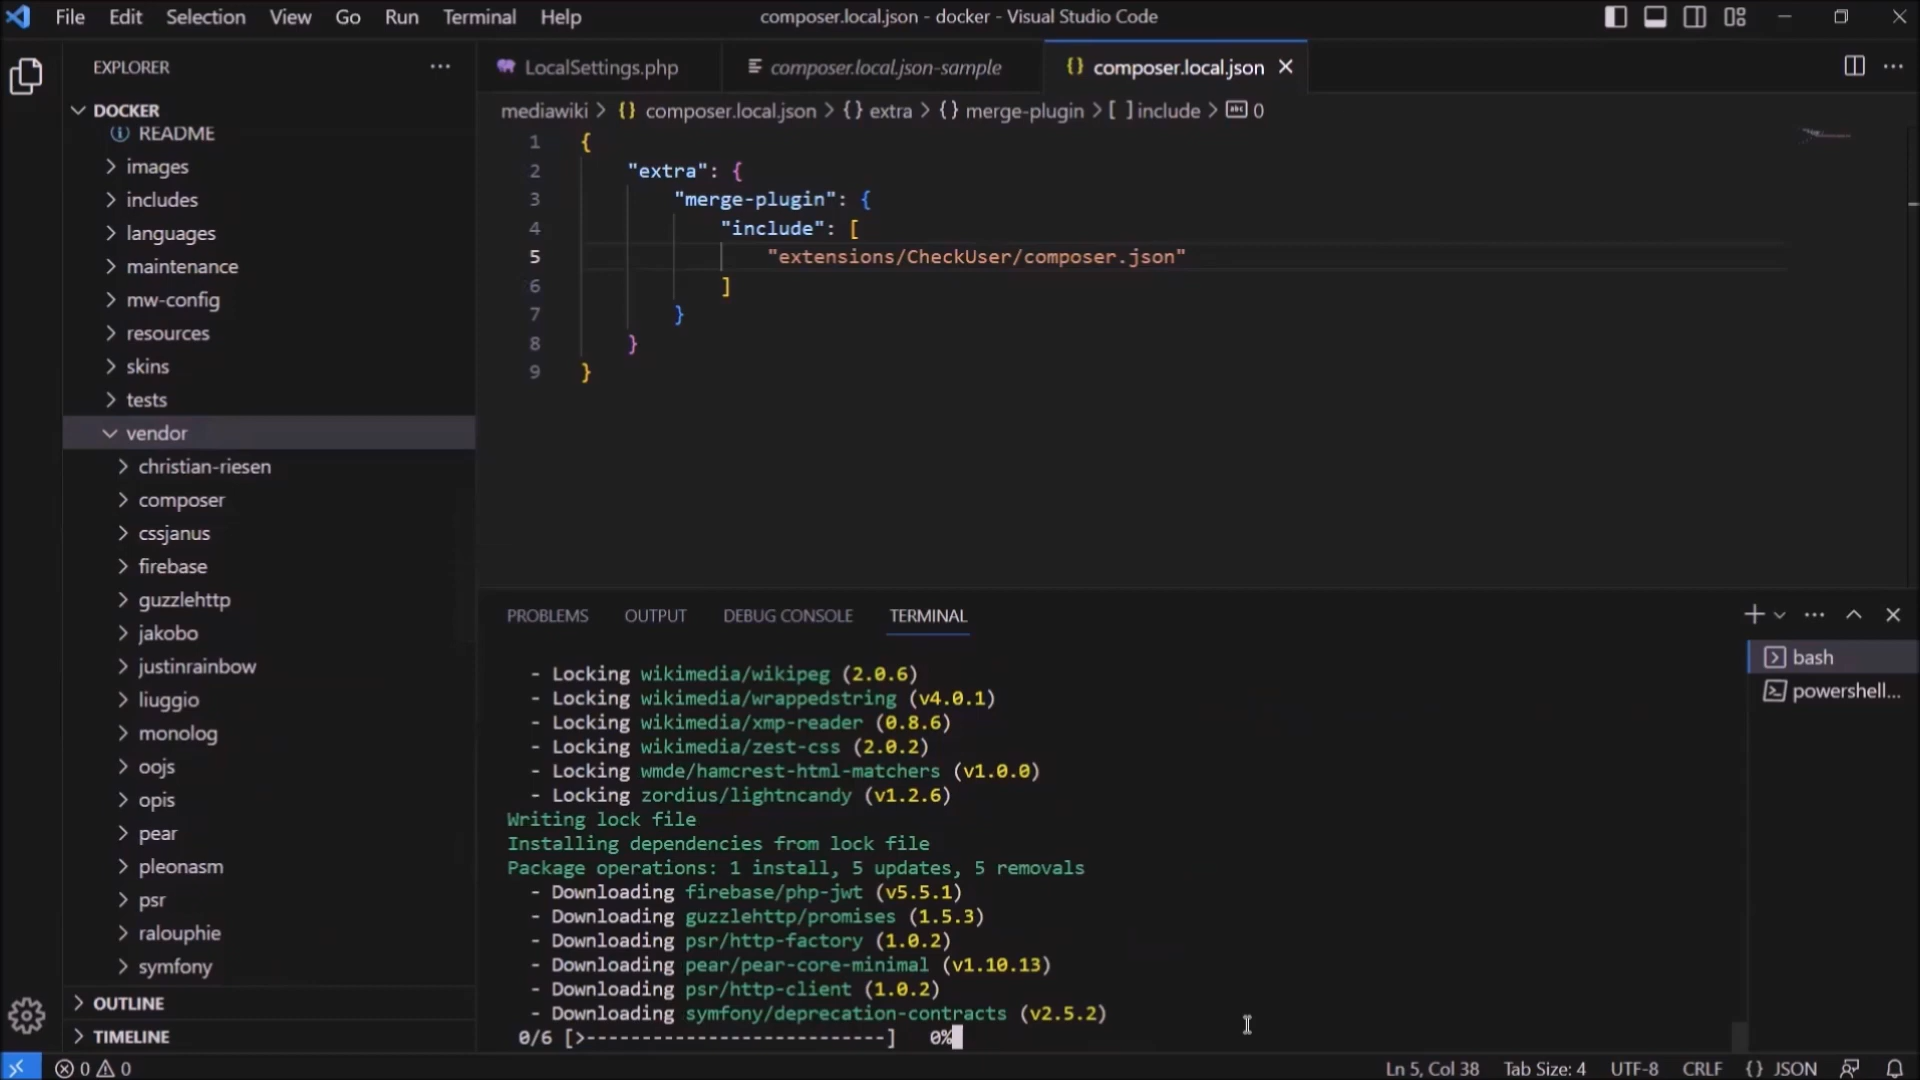 File Edit Selection View Go Run Terminal Help
composer.local.json - docker - Visual Studio Code
EXPLORER
DOCKER
README
images
includes
languages
maintenance
mw-config
resources
skins
tests
vendor
christian-riesen
composer
cssjanus
firebase
guzzlehttp
jakobo
justinrainbow
liuggio
monolog
oojs
opis
pear
pleonasm
psr
ralouphie
symfony
OUTLINE
TIMELINE
LocalSettings.php composer.local.json-sample {} composer.local.json
mediawiki > {} composer.local.json > {} extra > {} merge-plugin > [ ] include > abc 0
1 {
2 "extra": {
3 "merge-plugin": {
4 "include": [
5 "extensions/CheckUser/composer.json"
6 ]
7 }
8 }
9 }
PROBLEMS OUTPUT DEBUG CONSOLE TERMINAL
- Locking wikimedia/wikipeg (2.0.6)
- Locking wikimedia/wrappedstring (v4.0.1)
- Locking wikimedia/xmp-reader (0.8.6)
- Locking wikimedia/zest-css (2.0.2)
- Locking wmde/hamcrest-html-matchers (v1.0.0)
- Locking zordius/lightncandy (v1.2.6)
Writing lock file
Installing dependencies from lock file
Package operations: 1 install, 5 updates, 5 removals
- Downloading firebase/php-jwt (v5.5.1)
- Downloading guzzlehttp/promises (1.5.3)
- Downloading psr/http-factory (1.0.2)
- Downloading pear/pear-core-minimal (v1.10.13)
- Downloading psr/http-client (1.0.2)
- Downloading symfony/deprecation-contracts (v2.5.2)
0/6 [>---------------------------] 0%
bash
powershell...
0 0
Ln 5, Col 38 Tab Size: 4 UTF-8 CRLF {} JSON